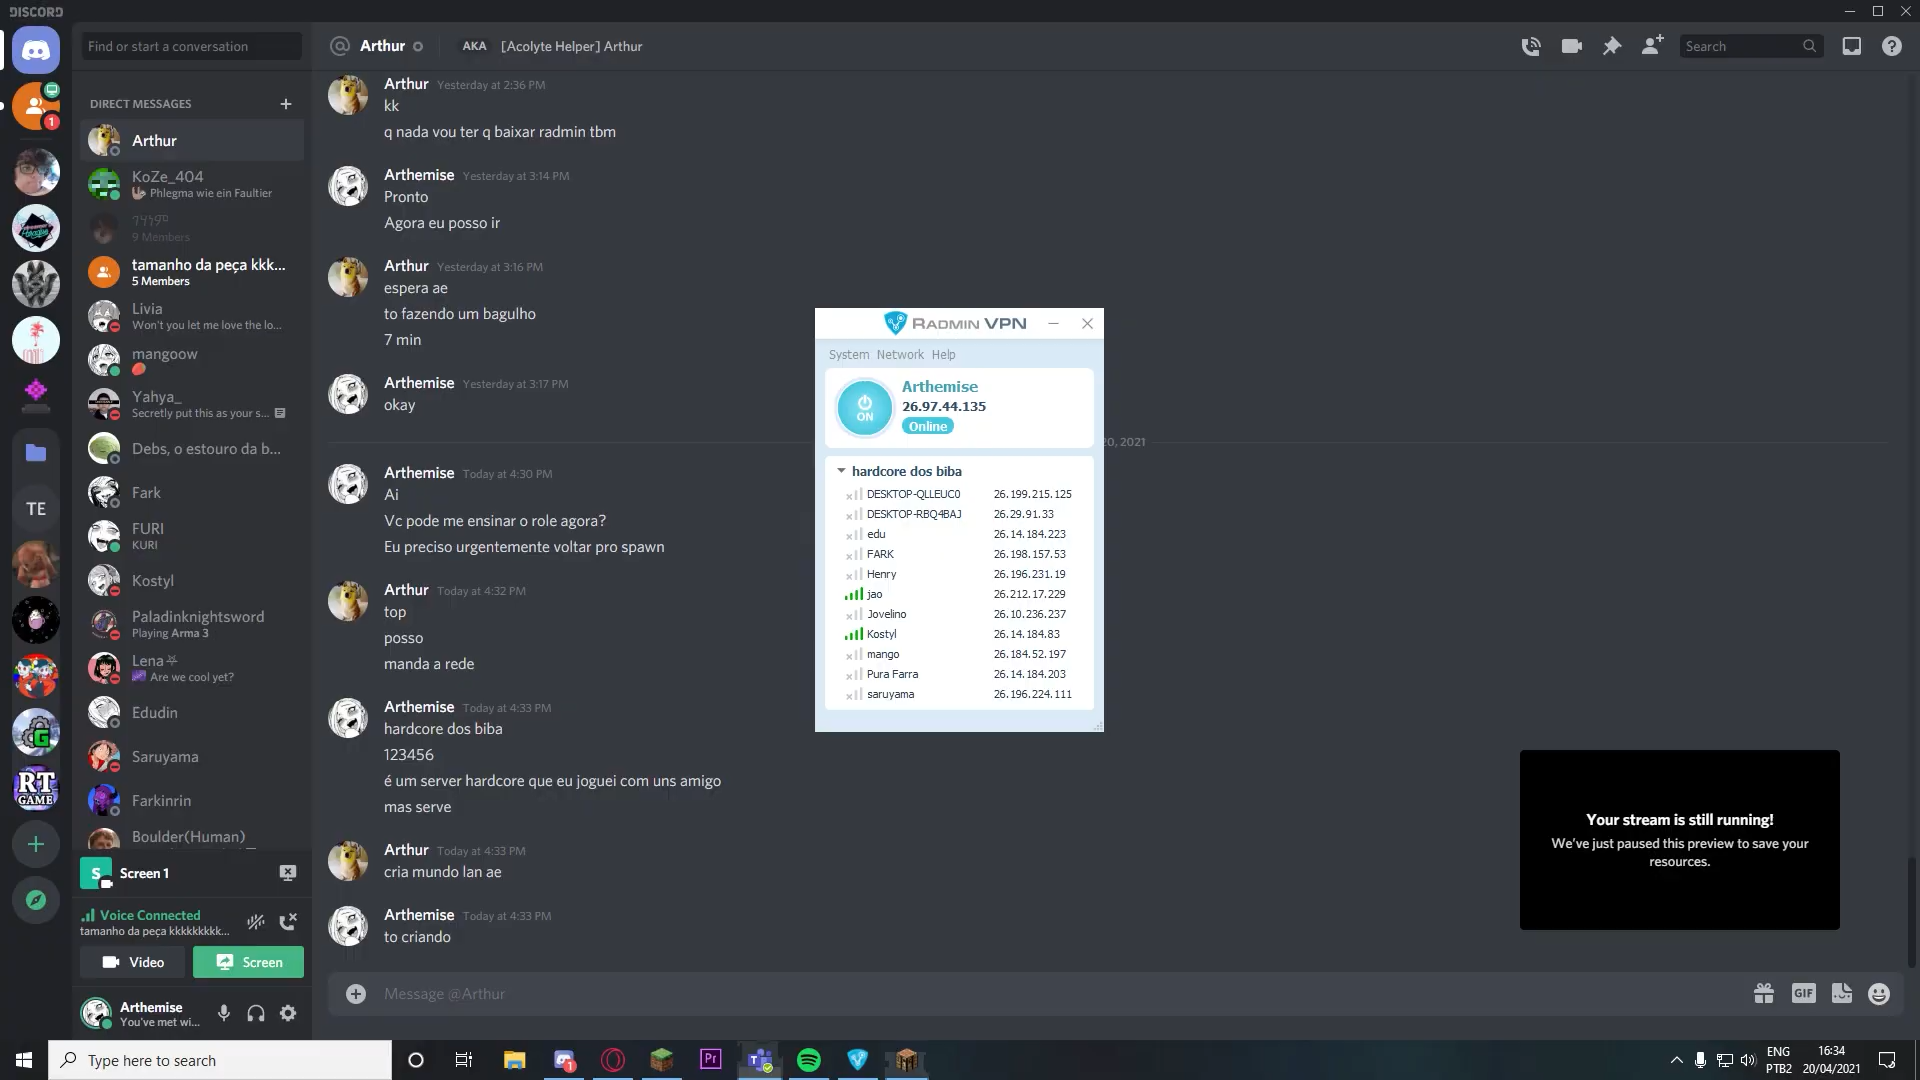 DISCORD
Find or start a conversation
Arthur
AKA
[Acolyte Helper] Arthur
Search
DIRECT MESSAGES
Arthur
KoZe_404
Phlegma wie ein Faultier
9 Members
tamanho da peça kkk...
5 Members
Livia
Won't you let me love the lo...
mangoow
Yahya_
Secretly put this as your s...
Debs, o estouro da b...
TE
Fark
FURI
KURI
Kostyl
Paladinknightsword
Playing Arma 3
Lena
Are we cool yet?
Edudin
Saruyama
RT
GAME
Farkinrin
Boulder(Human)
S
Screen 1
Voice Connected
tamanho da peça kkkkkkkkk...
Video
Screen
Arthemise
You've met wi...
Arthur Yesterday at 2:36 PM
kk
q nada vou ter q baixar radmin tbm
Arthemise Yesterday at 3:14 PM
Pronto
Agora eu posso ir
Arthur Yesterday at 3:16 PM
espera ae
to fazendo um bagulho
7 min
Arthemise Yesterday at 3:17 PM
okay
20, 2021
Arthemise Today at 4:30 PM
Ai
Vc pode me ensinar o role agora?
Eu preciso urgentemente voltar pro spawn
Arthur Today at 4:32 PM
top
posso
manda a rede
Arthemise Today at 4:33 PM
hardcore dos biba
123456
é um server hardcore que eu joguei com uns amigo
mas serve
Arthur Today at 4:33 PM
cria mundo lan ae
Arthemise Today at 4:33 PM
to criando
Message @Arthur
GIF
RADMIN VPN
System Network Help
ON
Arthemise
26.97.44.135
Online
hardcore dos biba
DESKTOP-QLLEUC0 26.199.215.125
DESKTOP-RBQ4BAJ 26.29.91.33
edu 26.14.184.223
FARK 26.198.157.53
Henry 26.196.231.19
jao 26.212.17.229
Jovelino 26.10.236.237
Kostyl 26.14.184.83
mango 26.184.52.197
Pura Farra 26.14.184.203
saruyama 26.196.224.111
Your stream is still running!
We've just paused this preview to save your
resources.
Type here to search
Pr
ENG
PTB2
16:34
20/04/2021